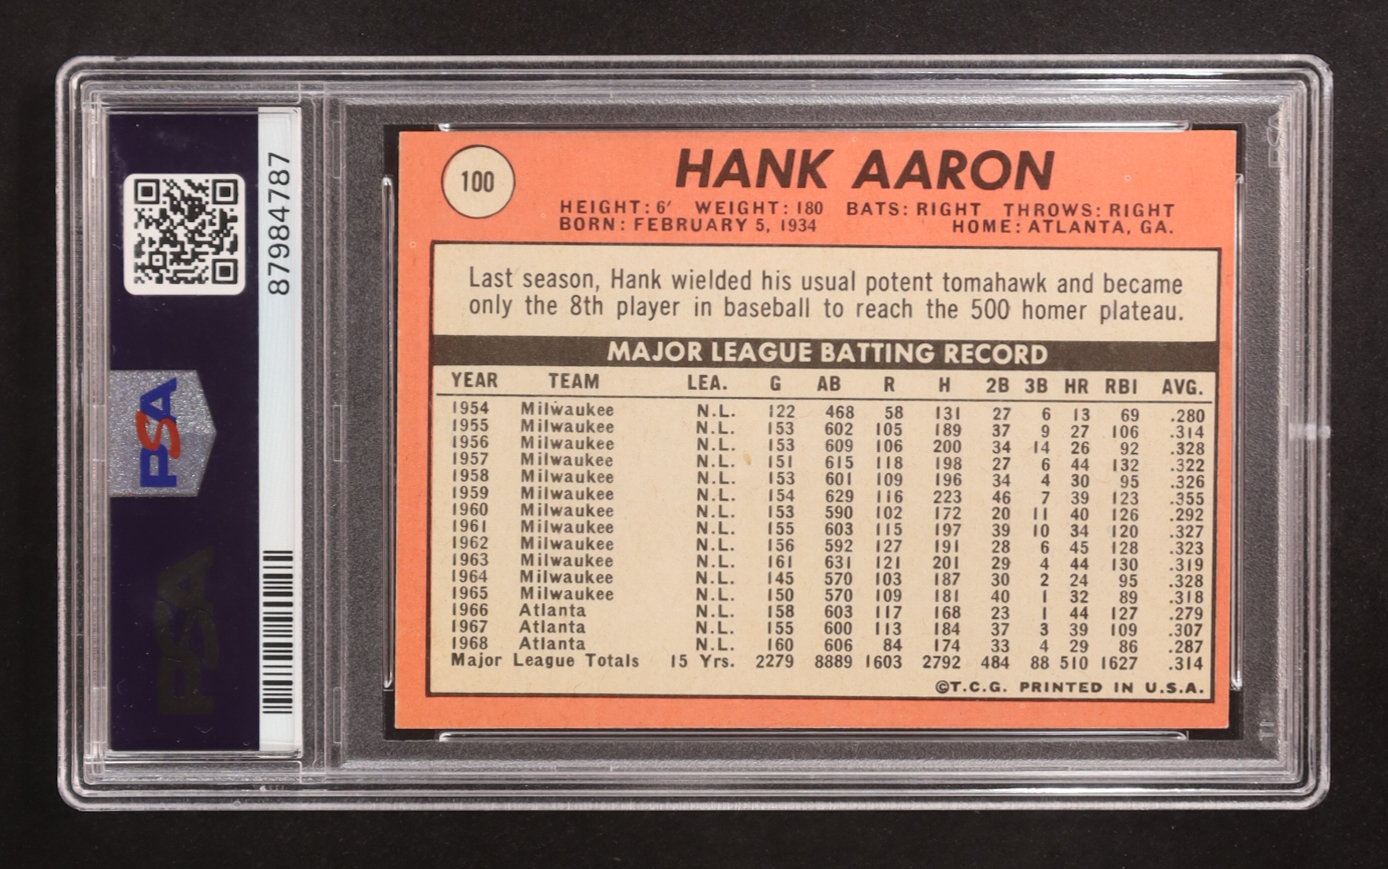 87984787
PSA
PSA
100
HANK AARON
HEIGHT: 6' WEIGHT: 180 BATS: RIGHT THROWS: RIGHT
BORN: FEBRUARY 5, 1934 HOME: ATLANTA, GA.
Last season, Hank wielded his usual potent tomahawk and became
only the 8th player in baseball to reach the 500 homer plateau.
MAJOR LEAGUE BATTING RECORD
YEAR TEAM LEA. G AB R H 2B 3B HR RBI AVG.
1954 Milwaukee N.L. 122 468 58 131 27 6 13 69 .280
1955 Milwaukee N.L. 153 602 105 189 37 9 27 106 .314
1956 Milwaukee N.L. 153 609 106 200 34 14 26 92 .328
1957 Milwaukee N.L. 151 615 118 198 27 6 44 132 .322
1958 Milwaukee N.L. 153 601 109 196 34 4 30 95 .326
1959 Milwaukee N.L. 154 629 116 223 46 7 39 123 .355
1960 Milwaukee N.L. 153 590 102 172 20 11 40 126 .292
1961 Milwaukee N.L. 155 603 115 197 39 10 34 120 .327
1962 Milwaukee N.L. 156 592 127 191 28 6 45 128 .323
1963 Milwaukee N.L. 161 631 121 201 29 4 44 130 .319
1964 Milwaukee N.L. 145 570 103 187 30 2 24 95 .328
1965 Milwaukee N.L. 150 570 109 181 40 1 32 89 .318
1966 Atlanta N.L. 158 603 117 168 23 1 44 127 .279
1967 Atlanta N.L. 155 600 113 184 37 3 39 109 .307
1968 Atlanta N.L. 160 606 84 174 33 4 29 86 .287
Major League Totals 15 Yrs. 2279 8889 1603 2792 484 88 510 1627 .314
©T.C.G. PRINTED IN U.S.A.